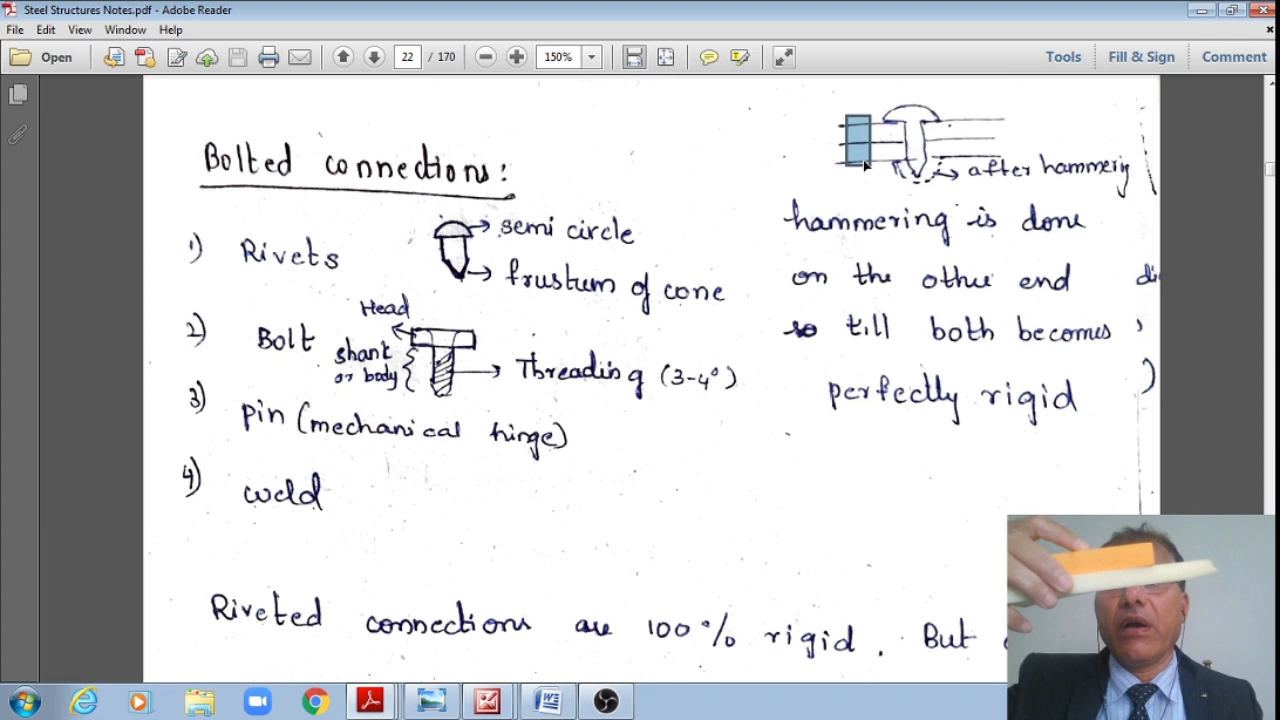 Steel Structures Notes.pdf - Adobe Reader
File Edit View Window Help
Open 22 / 170 150% Tools Fill & Sign Comment
Bolted connections:
1) Rivets
semi circle
frustum of cone
2) Bolt
Head
shank
or body
Threading (3-4°)
3) pin (mechanical hinge)
4) weld
after hammering
hammering is done
on the other end
till both becomes
perfectly rigid
Riveted connections are 100% rigid. But